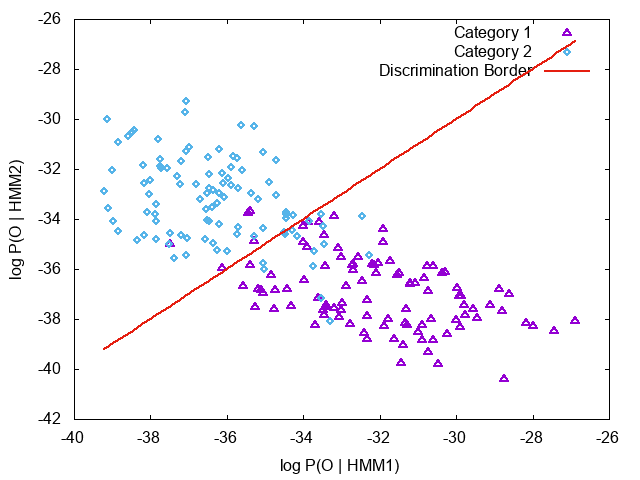 Category 1
Category 2
Discrimination Border
-26
-28
-30
-32
-34
-36
-38
-40
-42
log P(O | HMM2)
-40 -38 -36 -34 -32 -30 -28 -26
log P(O | HMM1)